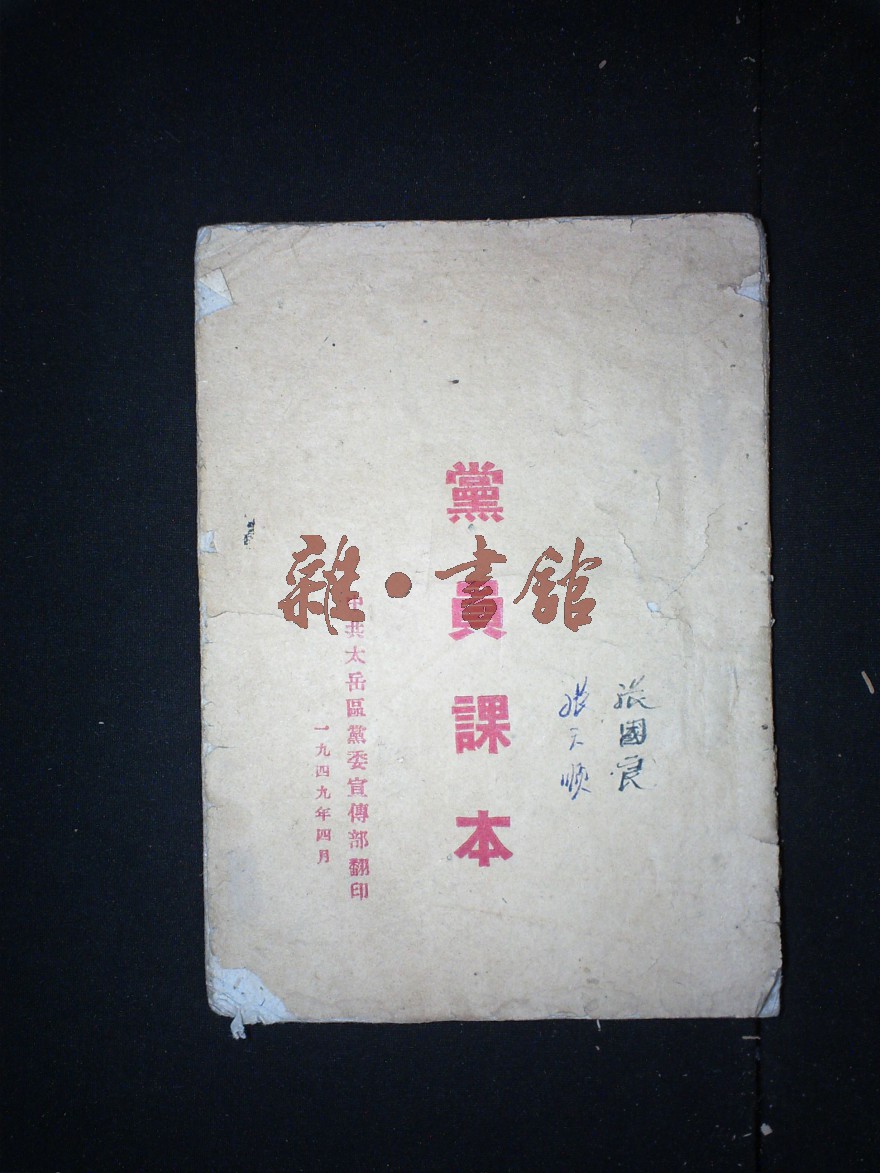 張國良
張天順
黨員課本
中共太岳區黨委宣傳部翻印
一九四九年四月
雜·書館